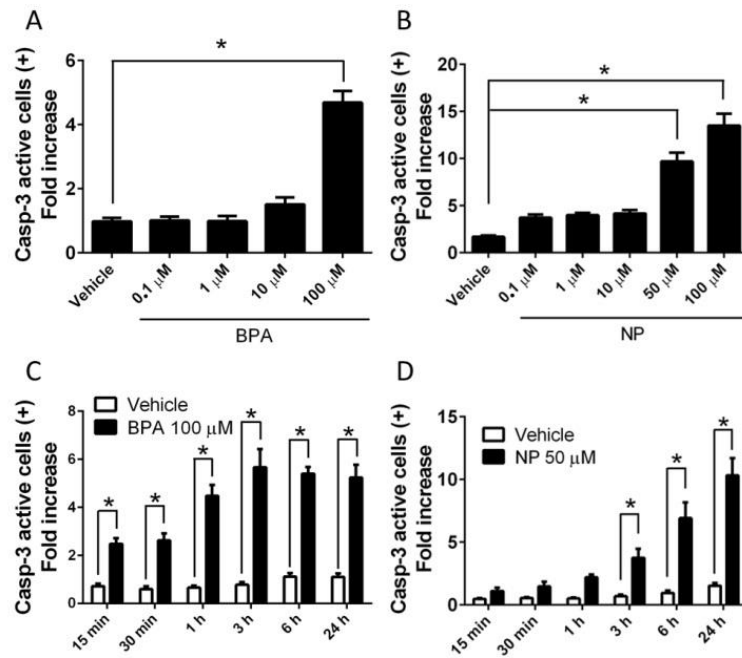 A
Casp-3 active cells (+)
Fold increase
6
4
2
0
*
Vehicle
0.1 µM
1 µM
10 µM
100 µM
BPA
B
Casp-3 active cells (+)
Fold increase
20
15
10
5
0
*
*
Vehicle
0.1 µM
1 µM
10 µM
50 µM
100 µM
NP
C
Casp-3 active cells (+)
Fold increase
8
6
4
2
0
Vehicle
BPA 100 µM
*
*
*
*
*
*
15 min
30 min
1 h
3 h
6 h
24 h
D
Casp-3 active cells (+)
Fold increase
15
10
5
0
Vehicle
NP 50 µM
*
*
*
15 min
30 min
1 h
3 h
6 h
24 h